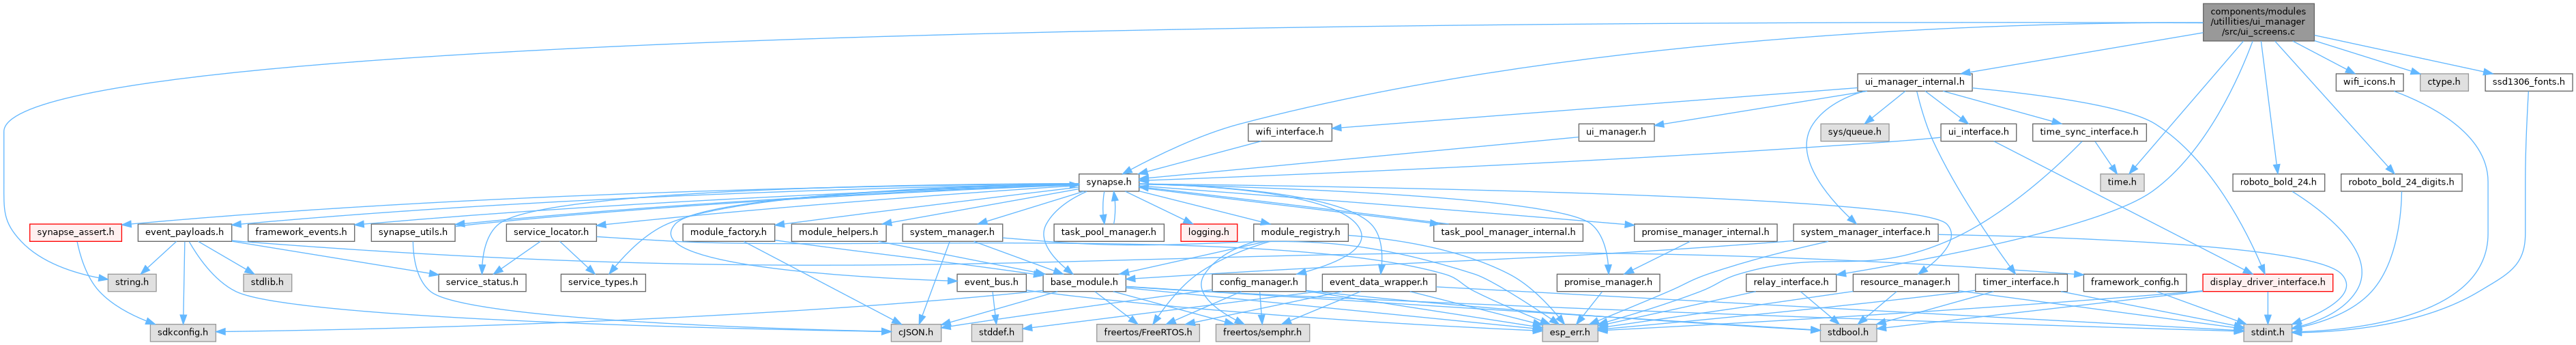 components/modules
/utillities/ui_manager
/src/ui_screens.c
ui_manager_internal.h
wifi_icons.h
ctype.h
ssd1306_fonts.h
wifi_interface.h
ui_manager.h
sys/queue.h
ui_interface.h
time_sync_interface.h
synapse.h
time.h
roboto_bold_24.h
roboto_bold_24_digits.h
synapse_assert.h
event_payloads.h
framework_events.h
synapse_utils.h
service_locator.h
module_factory.h
module_helpers.h
system_manager.h
task_pool_manager.h
logging.h
module_registry.h
task_pool_manager_internal.h
promise_manager_internal.h
system_manager_interface.h
string.h
stdlib.h
service_status.h
service_types.h
event_bus.h
base_module.h
config_manager.h
event_data_wrapper.h
promise_manager.h
relay_interface.h
resource_manager.h
timer_interface.h
framework_config.h
display_driver_interface.h
sdkconfig.h
cJSON.h
stddef.h
freertos/FreeRTOS.h
freertos/semphr.h
esp_err.h
stdbool.h
stdint.h